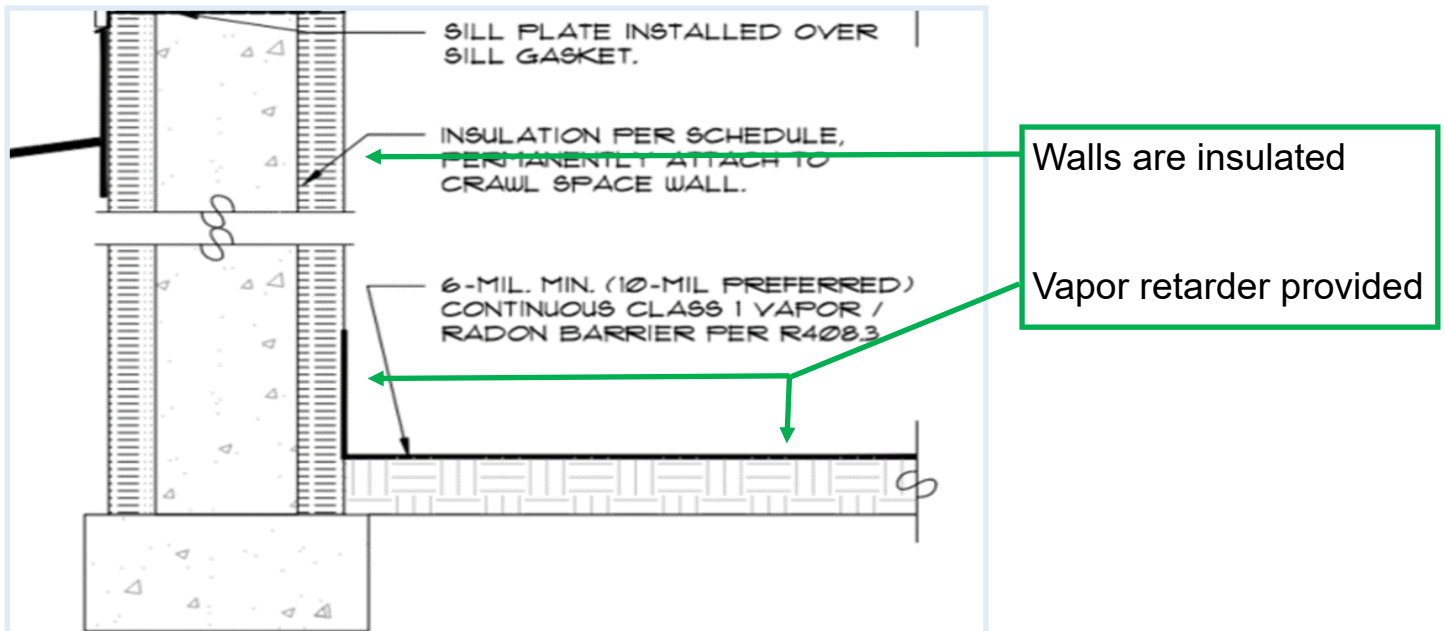 SILL PLATE INSTALLED OVER
SILL GASKET.
INSULATION PER SCHEDULE,
PERMANENTLY ATTACH TO
CRAWL SPACE WALL.
Walls are insulated
6-MIL. MIN. (10-MIL PREFERRED)
CONTINUOUS CLASS 1 VAPOR /
RADON BARRIER PER R408.3
Vapor retarder provided